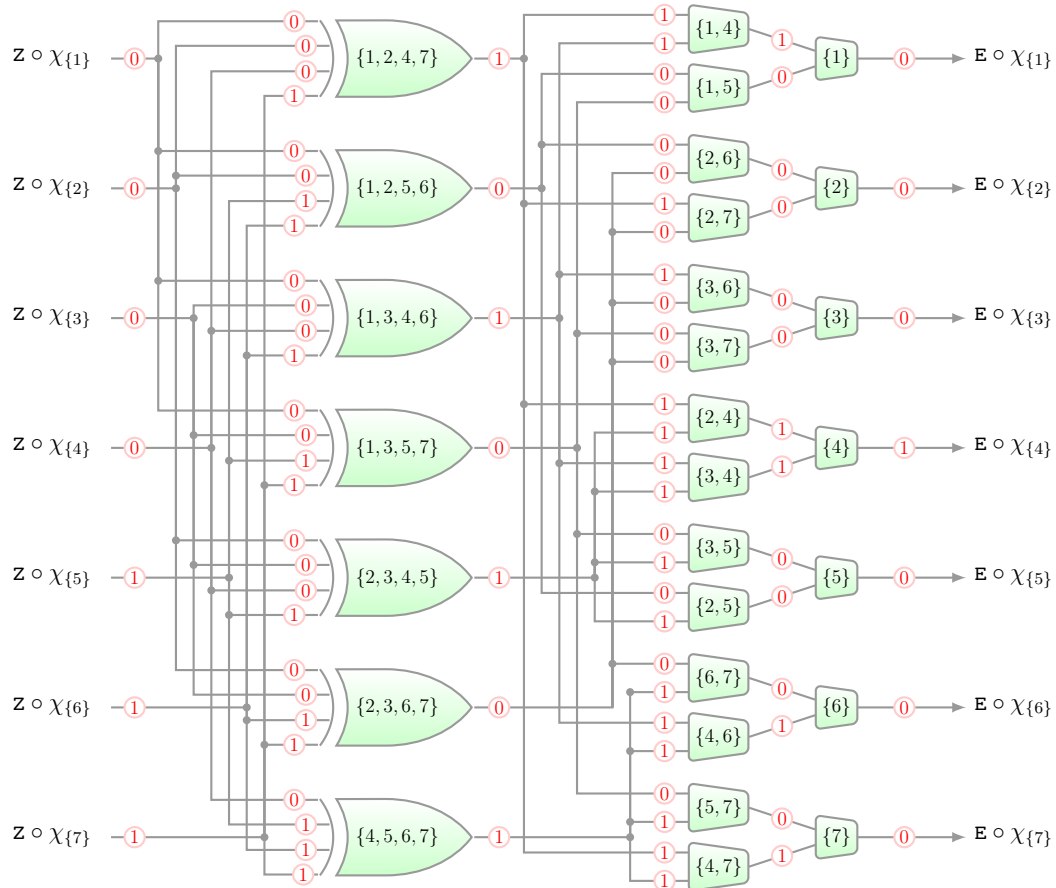 Z ∘ χ{1} 0
0 0 0 1 {1, 2, 4, 7} 1
1 1 {1, 4} 1
0 0 {1, 5} 0
{1} 0 E ∘ χ{1}
Z ∘ χ{2} 0
0 0 1 1 {1, 2, 5, 6} 0
0 0 {2, 6} 0
1 0 {2, 7} 0
{2} 0 E ∘ χ{2}
Z ∘ χ{3} 0
0 0 0 1 {1, 3, 4, 6} 1
1 0 {3, 6} 0
0 0 {3, 7} 0
{3} 0 E ∘ χ{3}
Z ∘ χ{4} 0
0 0 1 1 {1, 3, 5, 7} 0
1 1 {2, 4} 1
1 1 {3, 4} 1
{4} 1 E ∘ χ{4}
Z ∘ χ{5} 1
0 0 0 1 {2, 3, 4, 5} 1
0 1 {3, 5} 0
0 1 {2, 5} 0
{5} 0 E ∘ χ{5}
Z ∘ χ{6} 1
0 0 1 1 {2, 3, 6, 7} 0
0 1 {6, 7} 0
1 1 {4, 6} 1
{6} 0 E ∘ χ{6}
Z ∘ χ{7} 1
0 1 1 1 {4, 5, 6, 7} 1
0 1 {5, 7} 0
1 1 {4, 7} 1
{7} 0 E ∘ χ{7}